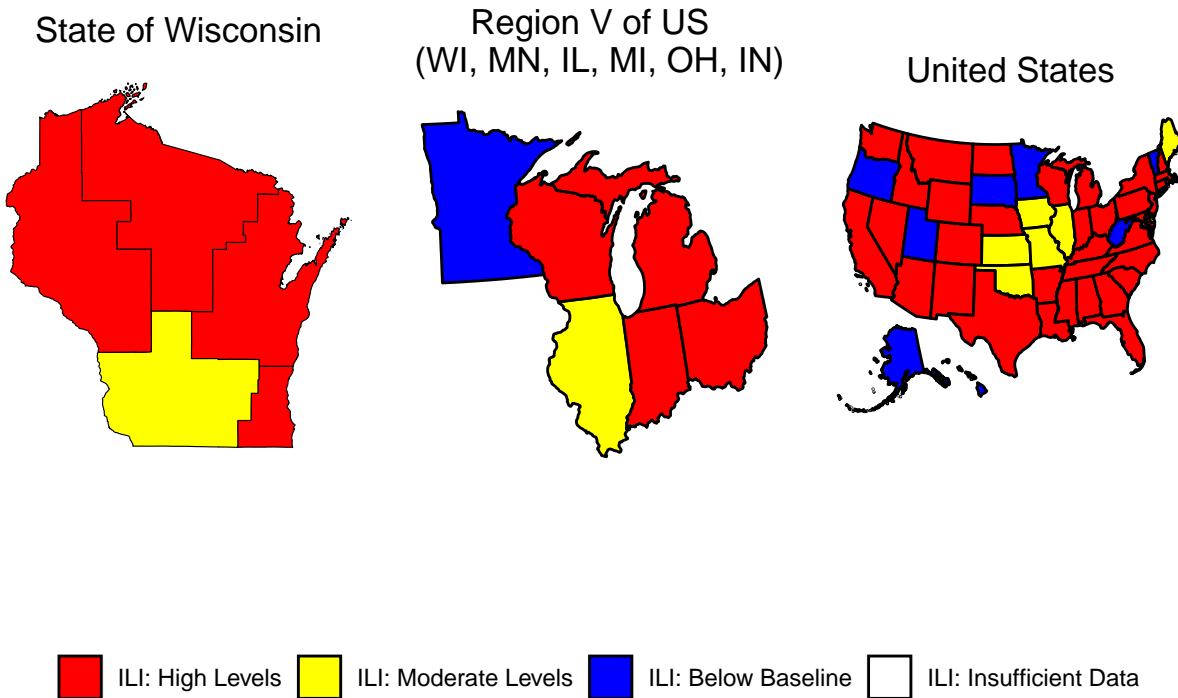 State of Wisconsin
Region V of US
(WI, MN, IL, MI, OH, IN)
United States
ILI: High Levels
ILI: Moderate Levels
ILI: Below Baseline
ILI: Insufficient Data